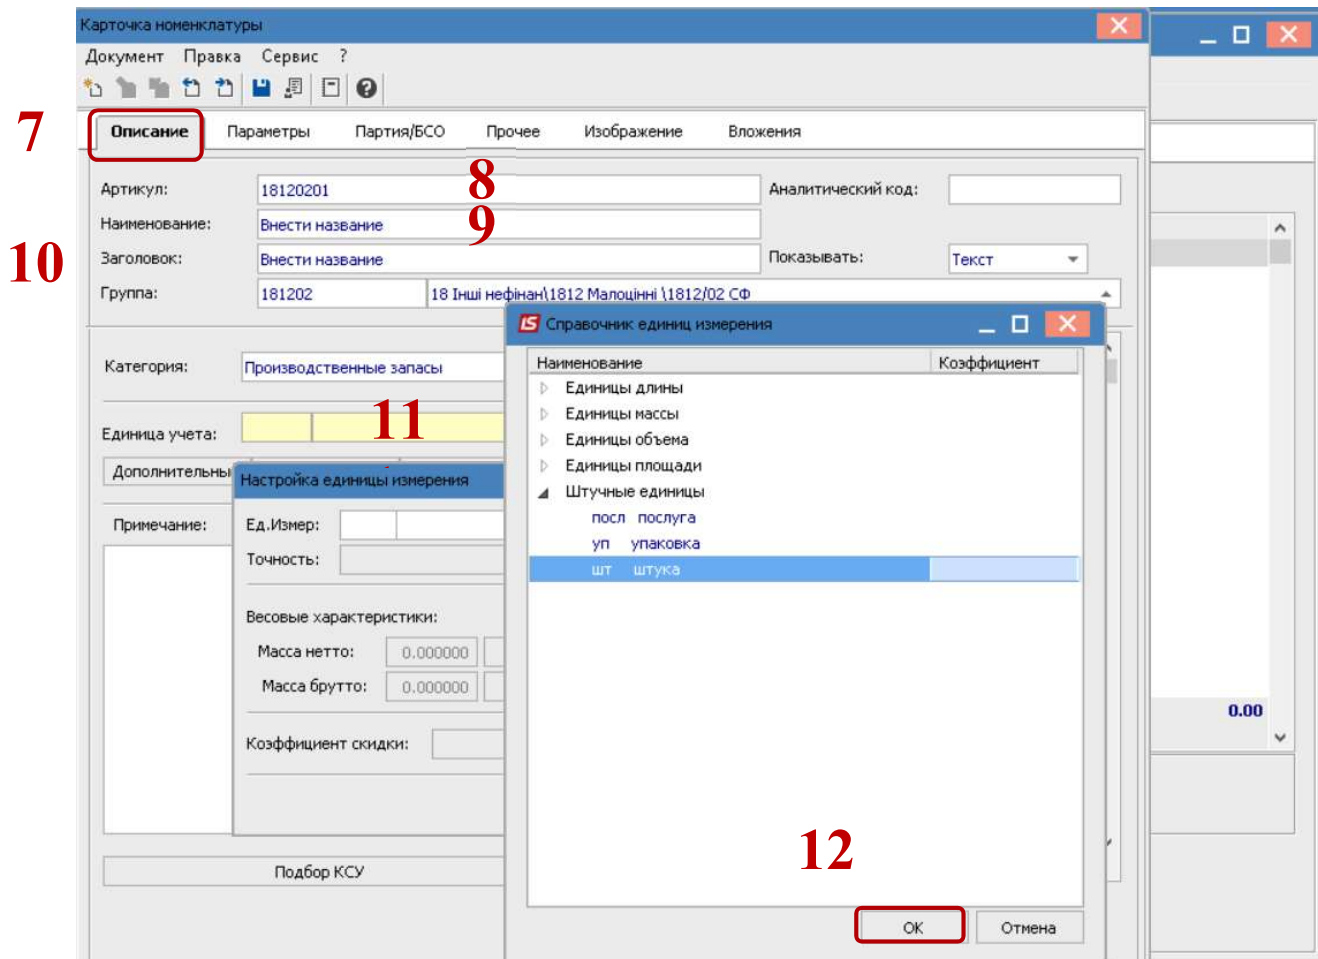 Карточка номенклатуры
Документ Правка Сервис ?
7
Описание Параметры Партия/БСО Прочее Изображение Вложения
8
Артикул: 18120201 Аналитический код:
9
Наименование: Внести название
10
Заголовок: Внести название Показывать: Текст
Группа: 181202 18 Інші нефінан\1812 Малоцінні \1812/02 СФ
IS Справочник единиц измерения
Наименование Коэффициент
Категория: Производственные запасы
Единицы длины
Единицы массы
11
Единица учета:
Единицы объема
Единицы площади
Дополнительны
Настройка единицы измерения
Штучные единицы
посл послуга
Примечание:
Ед.Измер:
уп упаковка
Точность:
шт штука
Весовые характеристики:
Масса нетто: 0.000000
Масса брутто: 0.000000
0.00
Коэффициент скидки:
12
Подбор КСУ
ОК Отмена